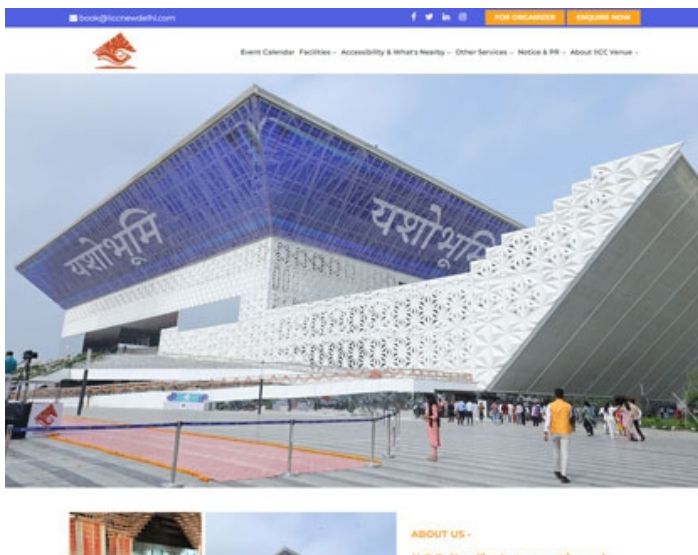 book@iiccnewdelhi.com
FOR ORGANIZER
ENQUIRE NOW
Event Calendar Facilities Accessibility & What's Nearby Other Services Notice & PR About IICC Venue
यशोभूमि
यशोभूमि
ABOUT US -